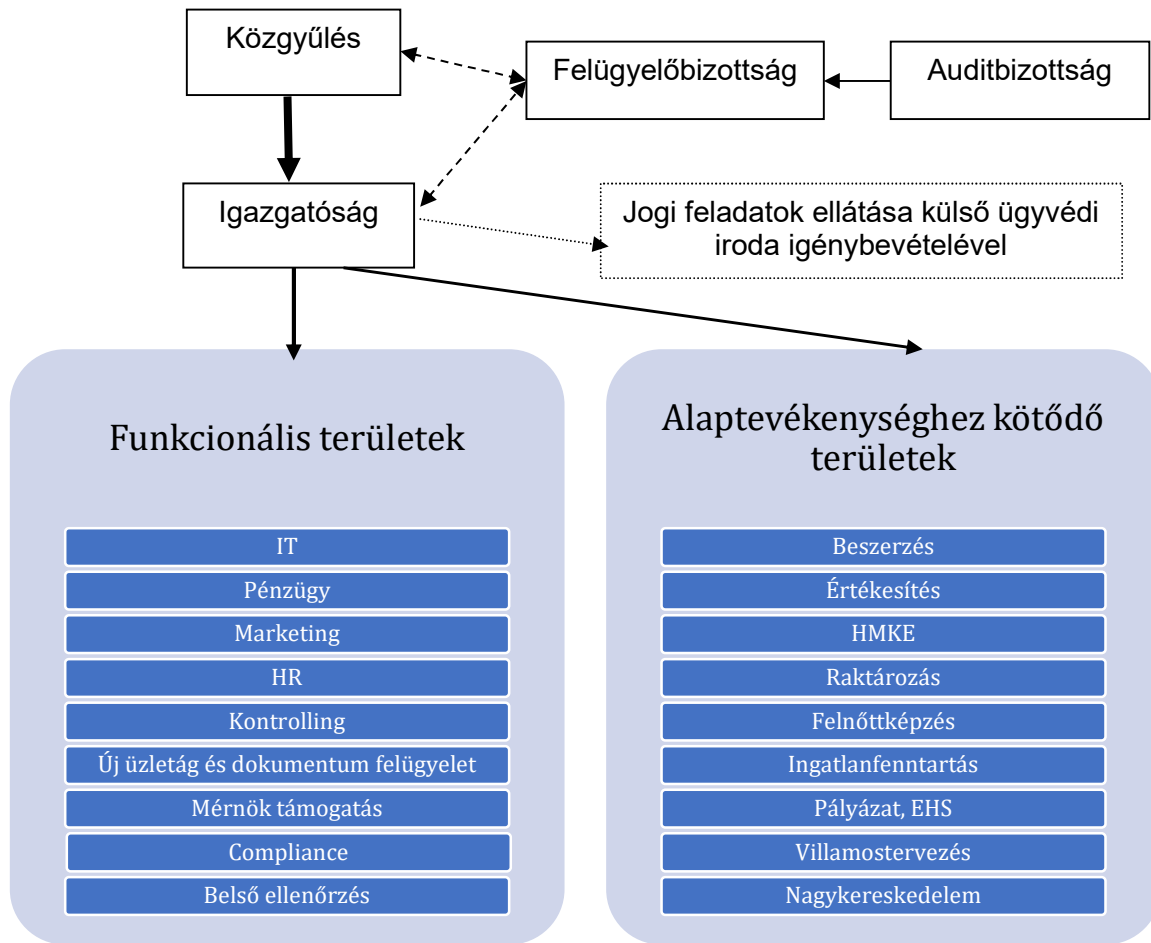 Közgyűlés
Felügyelőbizottság
Auditbizottság
Igazgatóság
Jogi feladatok ellátása külső ügyvédi
iroda igénybevételével
Funkcionális területek
IT
Pénzügy
Marketing
HR
Kontrolling
Új üzletág és dokumentum felügyelet
Mérnök támogatás
Compliance
Belső ellenőrzés
Alaptevékenységhez kötődő
területek
Beszerzés
Értékesítés
HMKE
Raktározás
Felnőttképzés
Ingatlanfenntartás
Pályázat, EHS
Villamostervezés
Nagykereskedelem